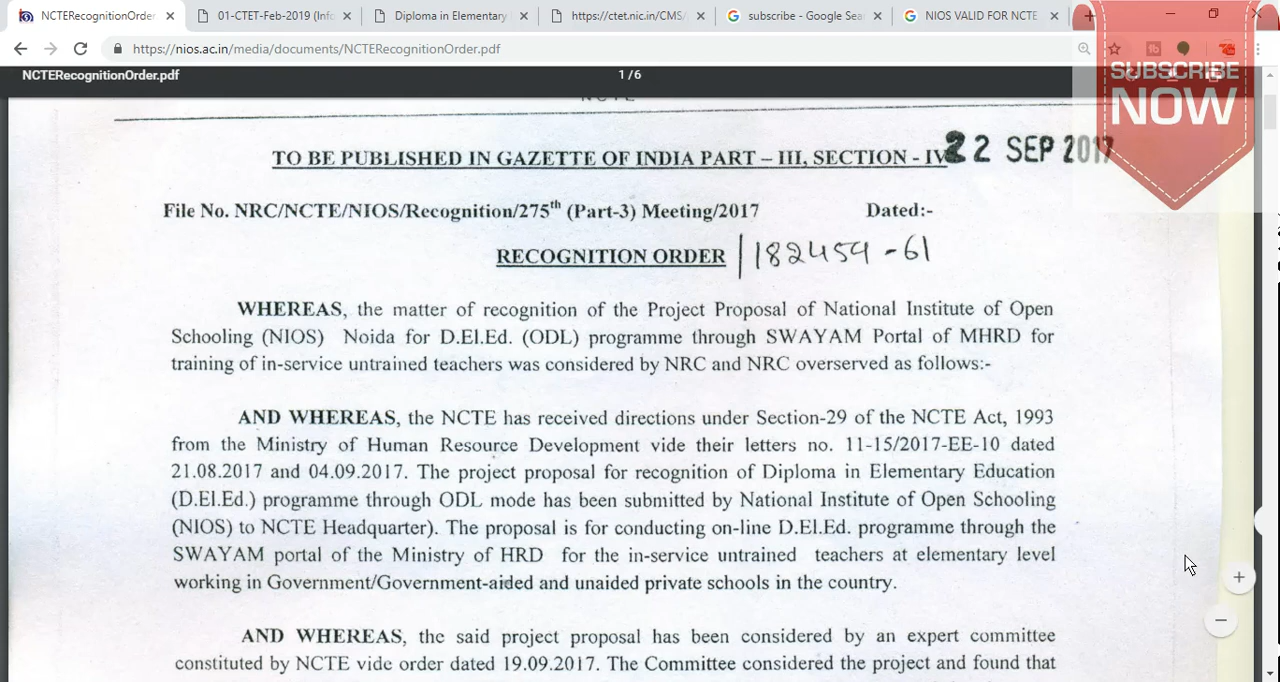 NCTERecognitionOrder
01-CTET-Feb-2019 (Info
Diploma in Elementary
https://ctet.nic.in/CMS/
subscribe - Google Sea
NIOS VALID FOR NCTE
https://nios.ac.in/media/documents/NCTERecognitionOrder.pdf
NCTERecognitionOrder.pdf
1/6
SUBSCRIBE
NOW
TO BE PUBLISHED IN GAZETTE OF INDIA PART – III, SECTION - IV
22 SEP 2017
File No. NRC/NCTE/NIOS/Recognition/275th (Part-3) Meeting/2017 Dated:-
RECOGNITION ORDER | 182454-61
WHEREAS, the matter of recognition of the Project Proposal of National Institute of Open
Schooling (NIOS) Noida for D.El.Ed. (ODL) programme through SWAYAM Portal of MHRD for
training of in-service untrained teachers was considered by NRC and NRC overserved as follows:-
AND WHEREAS, the NCTE has received directions under Section-29 of the NCTE Act, 1993
from the Ministry of Human Resource Development vide their letters no. 11-15/2017-EE-10 dated
21.08.2017 and 04.09.2017. The project proposal for recognition of Diploma in Elementary Education
(D.El.Ed.) programme through ODL mode has been submitted by National Institute of Open Schooling
(NIOS) to NCTE Headquarter). The proposal is for conducting on-line D.El.Ed. programme through the
SWAYAM portal of the Ministry of HRD for the in-service untrained teachers at elementary level
working in Government/Government-aided and unaided private schools in the country.
AND WHEREAS, the said project proposal has been considered by an expert committee
constituted by NCTE vide order dated 19.09.2017. The Committee considered the project and found that